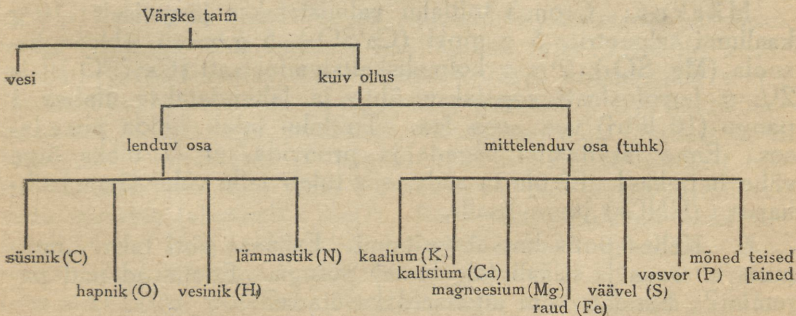 Värske taim
vesi
kuiv ollus
lenduv osa
mittelenduv osa (tuhk)
süsinik (C)
hapnik (O)
vesinik (H)
lämmastik (N)
kaalium (K)
kaltsium (Ca)
magneesium (Mg)
raud (Fe)
väävel (S)
vosvor (P)
mõned teised
[ained